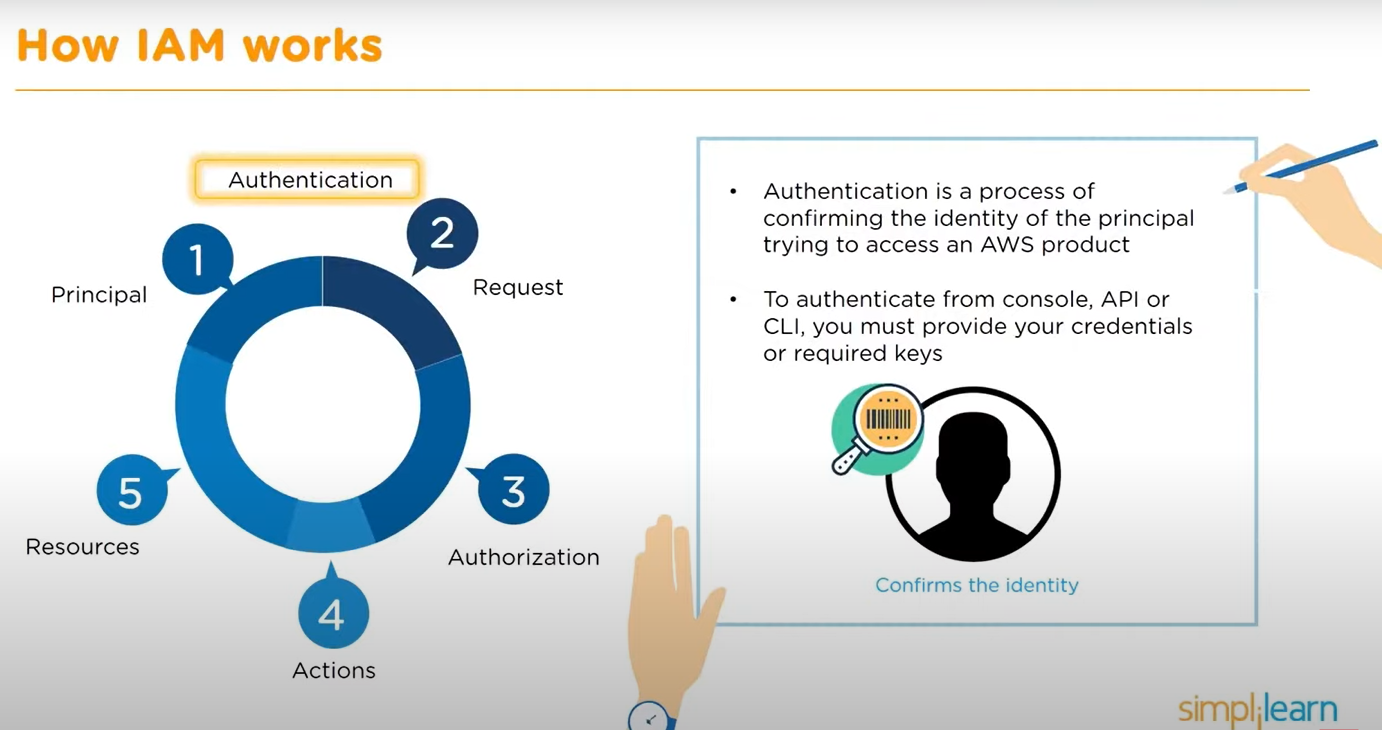 How IAM works
Authentication
1
2
Principal
Request
5
3
Resources
Authorization
4
Actions
• Authentication is a process of
confirming the identity of the principal
trying to access an AWS product
• To authenticate from console, API or
CLI, you must provide your credentials
or required keys
Confirms the identity
simplilearn